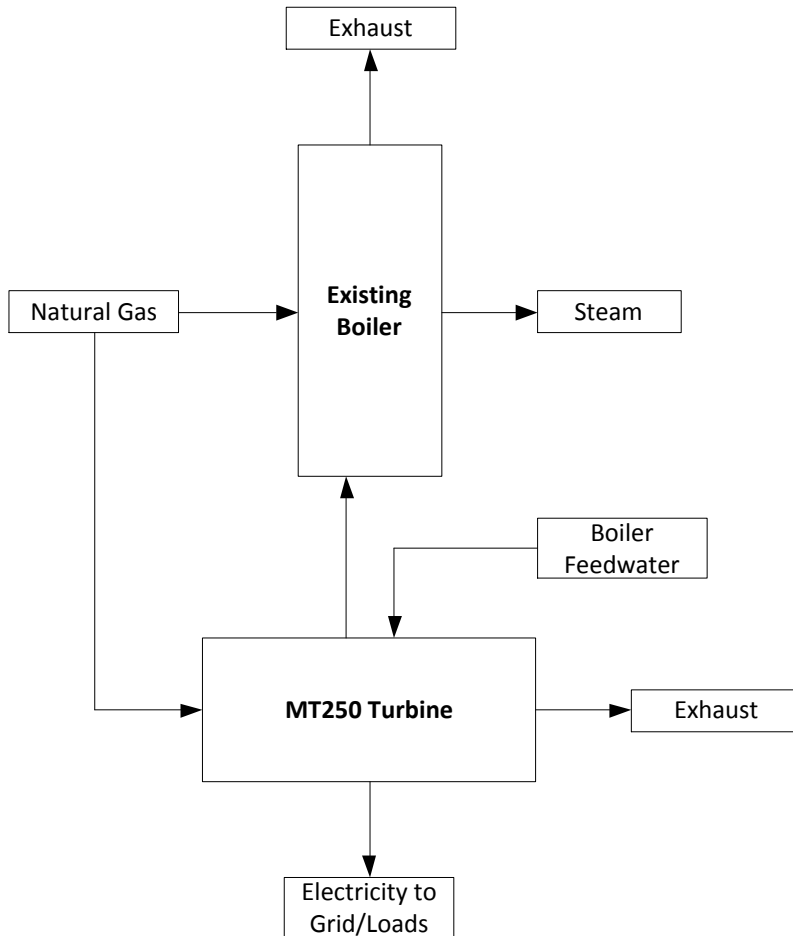 Exhaust
Natural Gas
Existing
Boiler
Steam
Boiler
Feedwater
MT250 Turbine
Exhaust
Electricity to
Grid/Loads